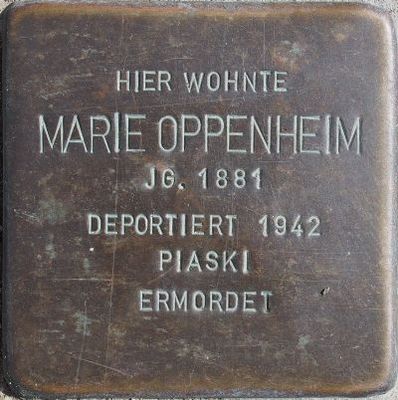 HIER WOHNTE
MARIE OPPENHEIM
JG. 1881
DEPORTIERT 1942
PIASKI
ERMORDET